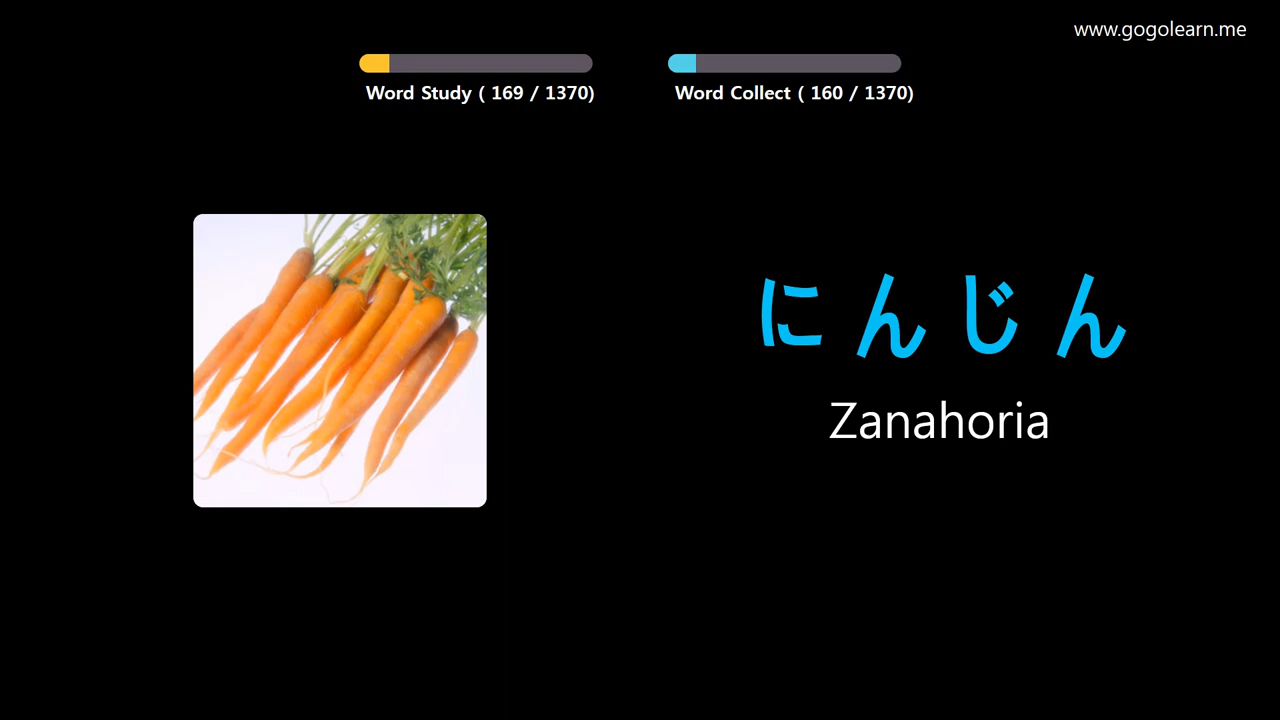 www.gogolearn.me
Word Study ( 169 / 1370)
Word Collect ( 160 / 1370)
にんじん
Zanahoria